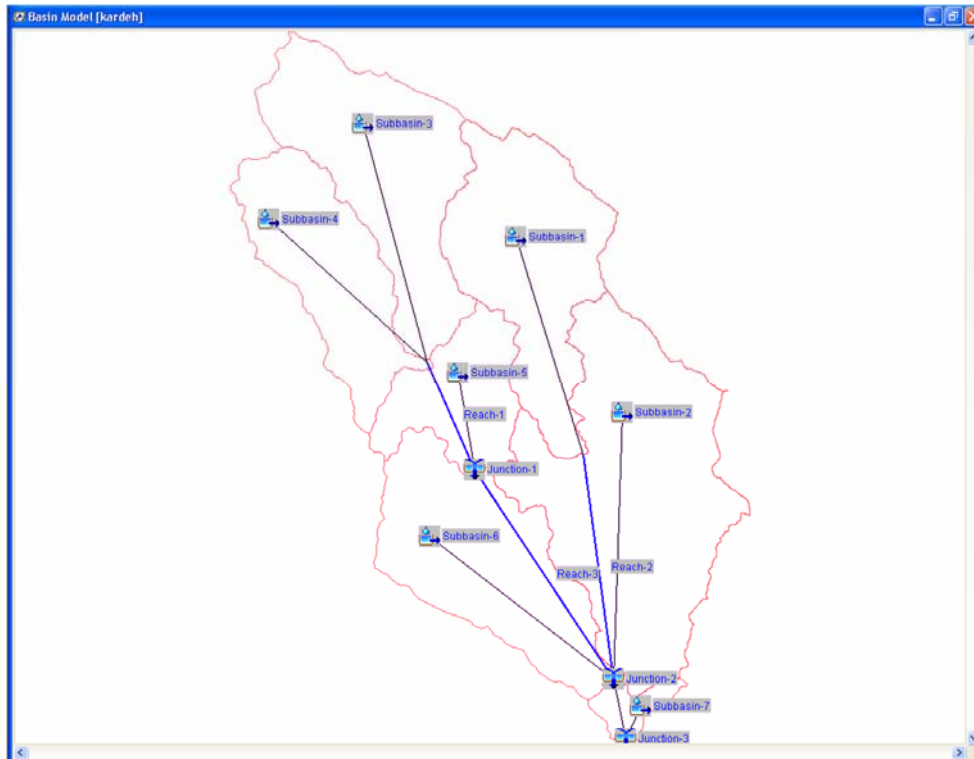 Basin Model [kardeh]
Subbasin-3
Subbasin-4
Subbasin-1
Subbasin-5
Reach-1
Subbasin-2
Junction-1
Subbasin-6
Reach-3
Reach-2
Junction-2
Subbasin-7
Junction-3